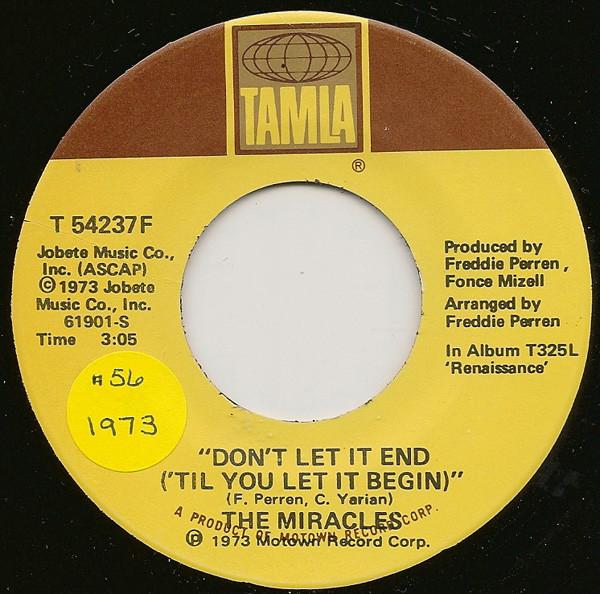 TAMLA
®
T 54237F
Jobete Music Co.,
Inc. (ASCAP)
© 1973 Jobete
Music Co., Inc.
61901-S
Time 3:05
Produced by
Freddie Perren,
Fonce Mizell
Arranged by
Freddie Perren
In Album T325L
'Renaissance'
#56
1973
"DON'T LET IT END
('TIL YOU LET IT BEGIN)"
(F. Perren, C. Yarian)
THE MIRACLES
A PRODUCT OF MOTOWN RECORD CORP.
℗ 1973 Motown Record Corp.